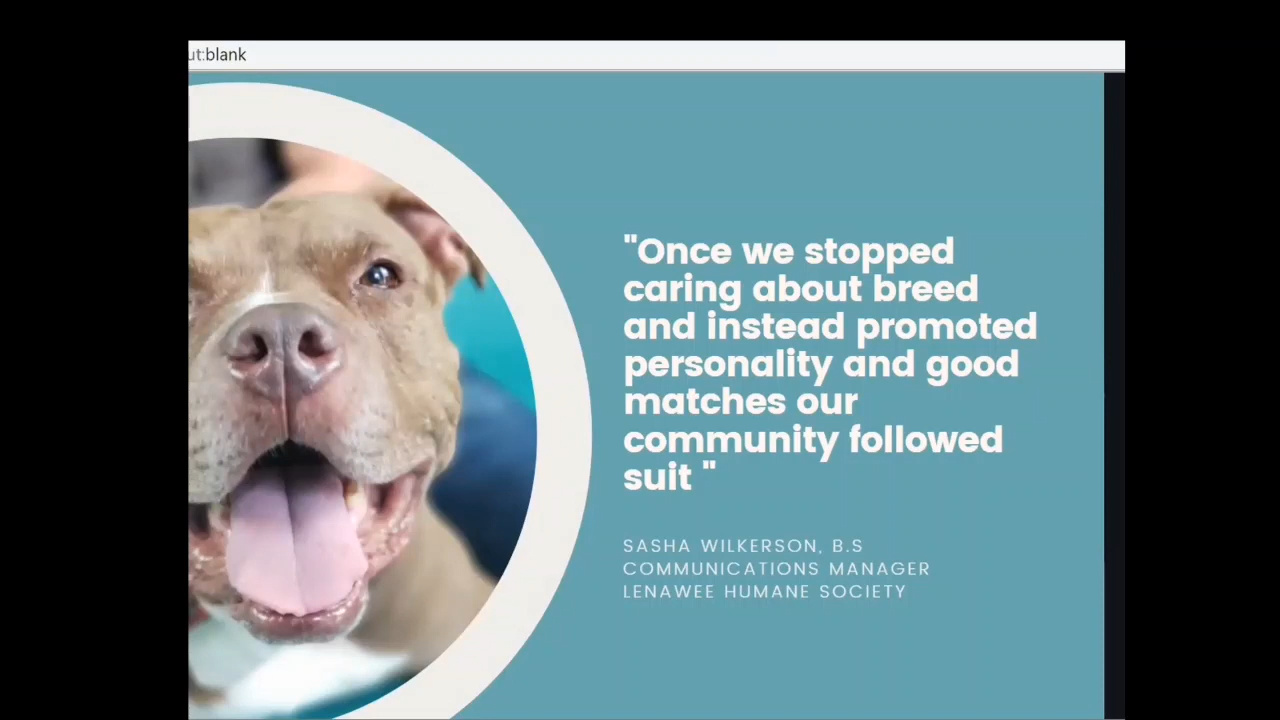 ut:blank
"Once we stopped
caring about breed
and instead promoted
personality and good
matches our
community followed
suit "
SASHA WILKERSON, B.S
COMMUNICATIONS MANAGER
LENAWEE HUMANE SOCIETY